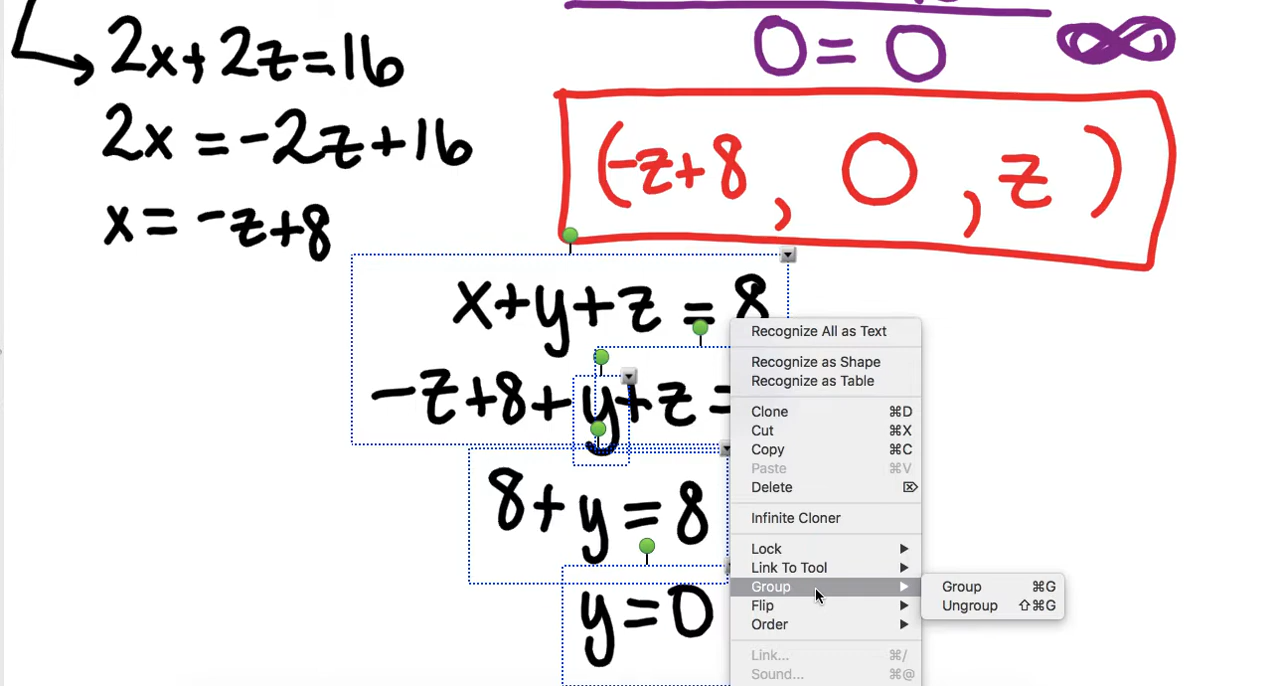 2x+2z=16
2x=-2z+16
x=-z+8
0=0 ∞
(-z+8, 0, z)
x+y+z=8
-z+8+y+z=
8+y=8
y=0
Recognize All as Text
Recognize as Shape
Recognize as Table
Clone ⌘D
Cut ⌘X
Copy ⌘C
Paste ⌘V
Delete ⌦
Infinite Cloner
Lock
Link To Tool
Group
Flip
Order
Link... ⌘/
Sound... ⌘@
Group ⌘G
Ungroup ⇧⌘G